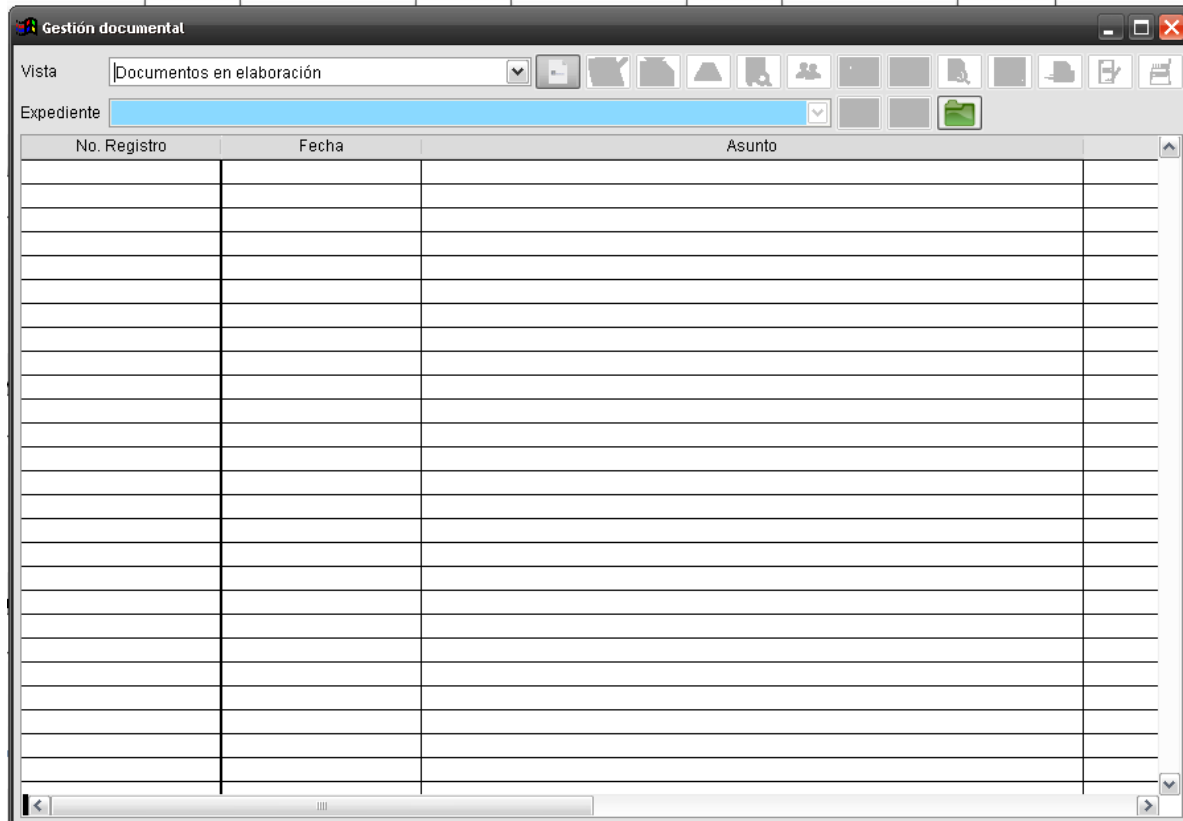 Gestión documental
Vista Documentos en elaboración
Expediente
No. Registro Fecha Asunto